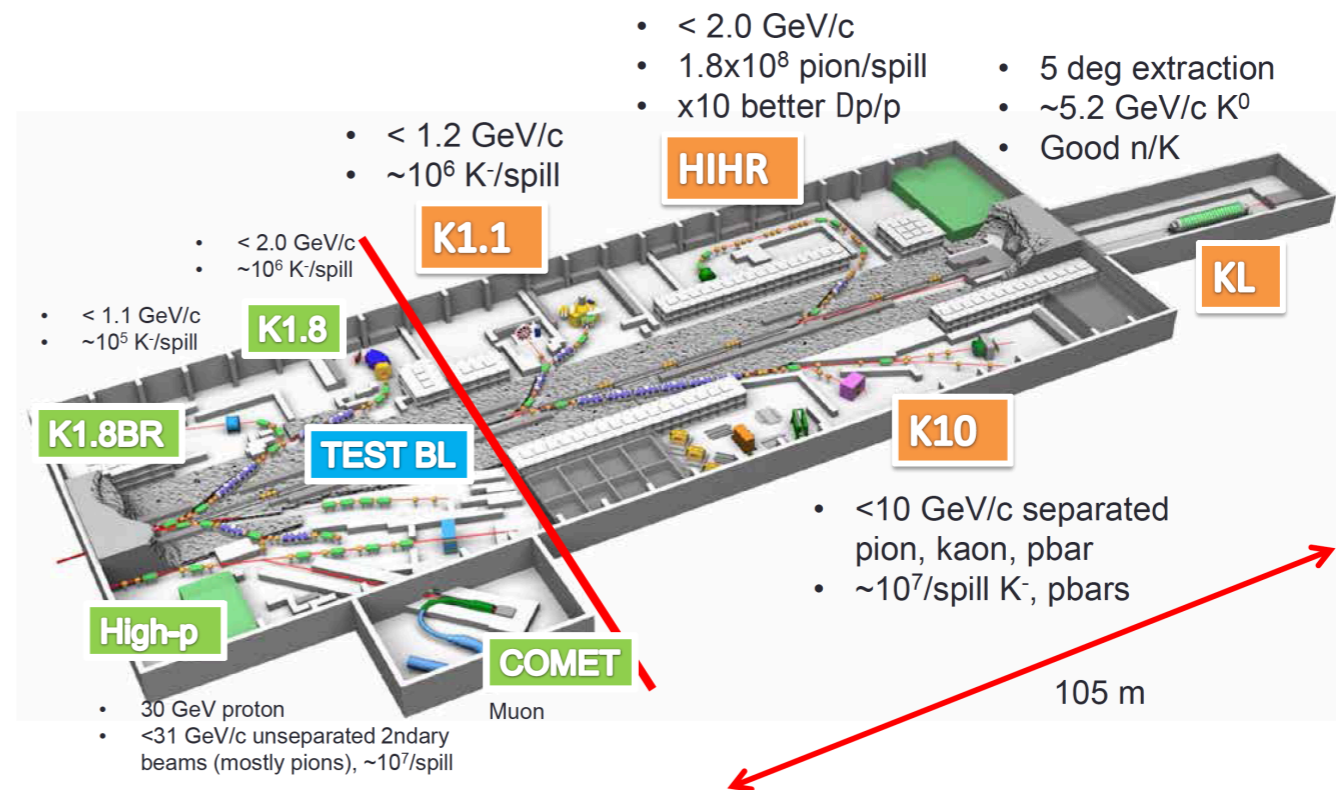 • < 2.0 GeV/c
• 1.8x10⁸ pion/spill
• x10 better Dp/p
HIHR
• 5 deg extraction
• ~5.2 GeV/c K⁰
• Good n/K
KL
• < 1.2 GeV/c
• ~10⁶ K⁻/spill
K1.1
• < 2.0 GeV/c
• ~10⁶ K⁻/spill
K1.8
• < 1.1 GeV/c
• ~10⁵ K⁻/spill
K1.8BR
TEST BL
K10
• <10 GeV/c separated
pion, kaon, pbar
• ~10⁷/spill K⁻, pbars
High-p
• 30 GeV proton
• <31 GeV/c unseparated 2ndary
beams (mostly pions), ~10⁷/spill
COMET
Muon
105 m